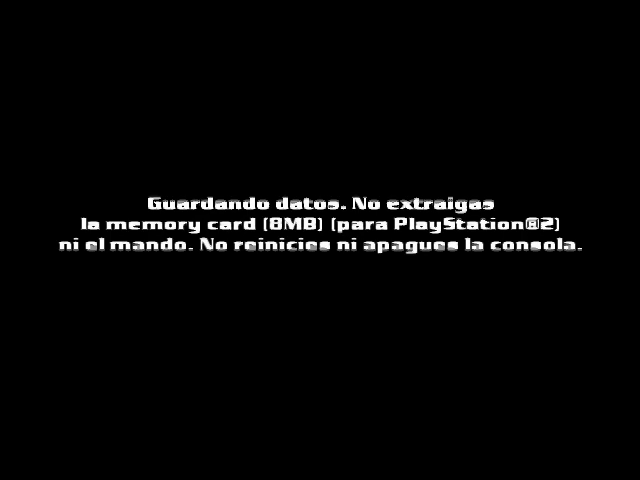 Guardando datos. No extraigas
la memory card (8MB) (para PlayStation®2)
ni el mando. No reinicies ni apagues la consola.